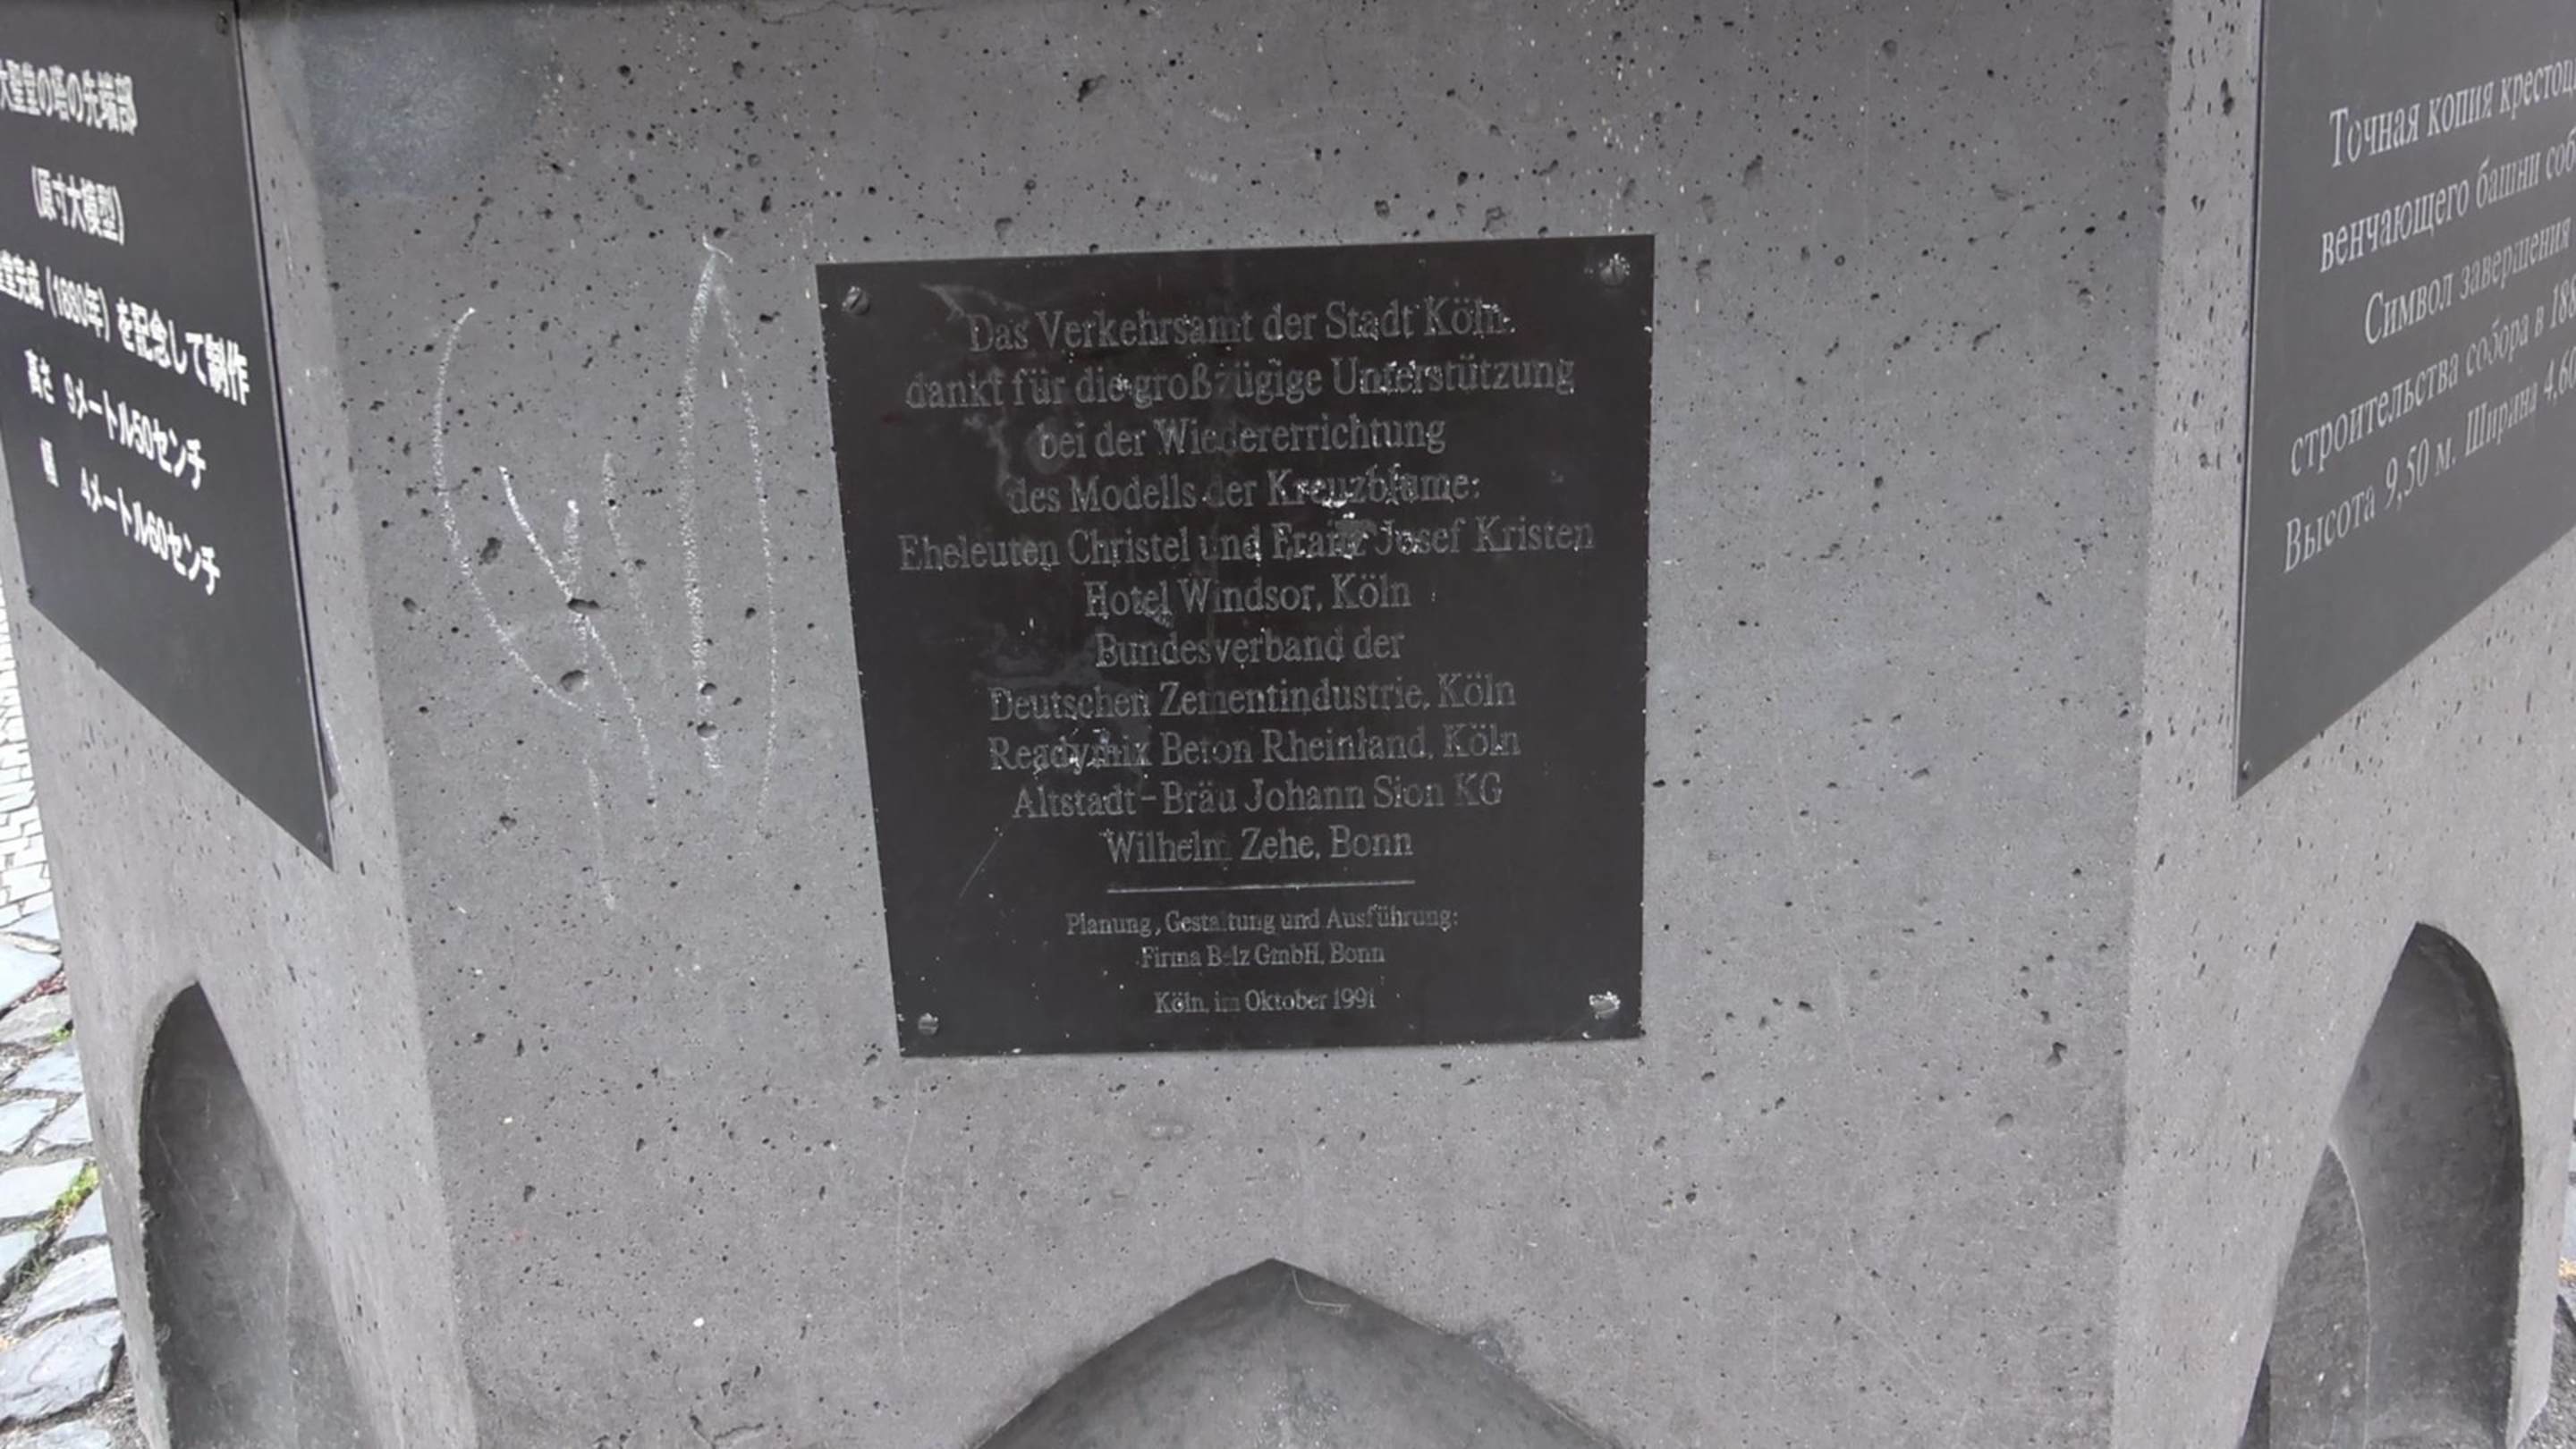 大聖堂の塔の先端部
(原寸大模型)
堂完成 (1880年) を記念して制作
高さ 9メートル50センチ
幅 4メートル60センチ
Das Verkehrsamt der Stadt Köln
dankt für die großzügige Unterstützung
bei der Wiedererrichtung
des Modells der Kreuzblume:
Eheleuten Christel und Franz Josef Kristen
Hotel Windsor, Köln
Bundesverband der
Deutschen Zementindustrie, Köln
Readymix Beton Rheinland, Köln
Altstadt-Bräu Johann Sion KG
Wilhelm Zehe, Bonn
Planung, Gestaltung und Ausführung:
Firma Belz GmbH, Bonn
Köln, im Oktober 1991
Точная копия
венчающего башни
Символ завершения
строительства собора в
Высота 9,50 м. Ширина